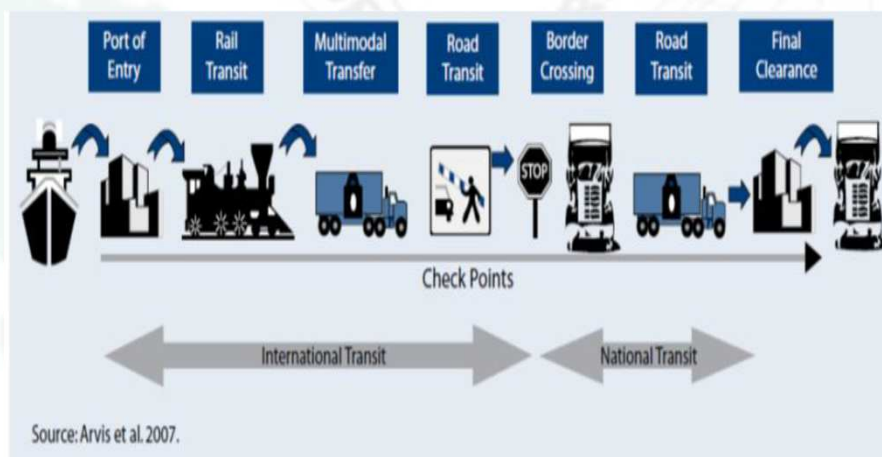 Port of
Entry
Rail
Transit
Multimodal
Transfer
Road
Transit
Border
Crossing
Road
Transit
Final
Clearance
STOP
Check Points
International Transit
National Transit
Source: Arvis et al. 2007.